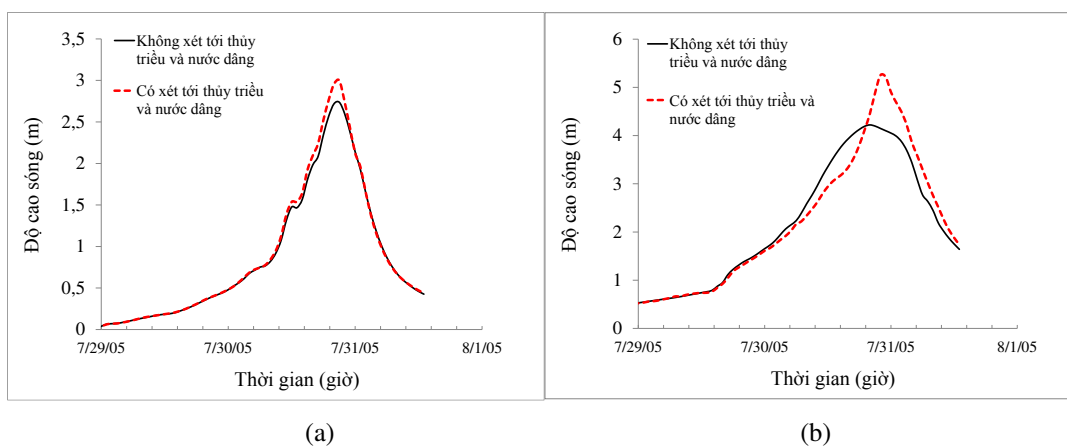 3,5
3
2,5
2
1,5
1
0,5
0
Độ cao sóng (m)
Không xét tới thủy
triều và nước dâng
Có xét tới thủy triều
và nước dâng
7/29/05
7/30/05
7/31/05
8/1/05
Thời gian (giờ)
(a)
6
5
4
3
2
1
0
Độ cao sóng (m)
Không xét tới thủy
triều và nước dâng
Có xét tới thủy triều và
nước dâng
7/29/05
7/30/05
7/31/05
8/1/05
Thời gian (giờ)
(b)